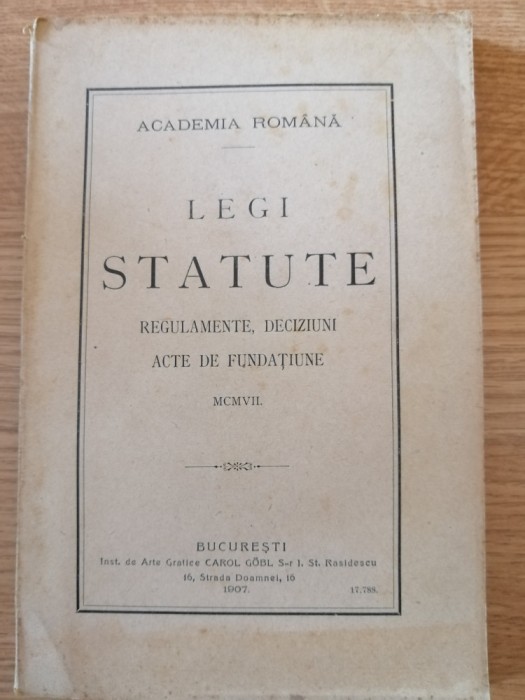 ACADEMIA ROMÂNĂ
LEGI
STATUTE
REGULAMENTE, DECIZIUNI
ACTE DE FUNDAȚIUNE
MCMVII.
BUCUREȘTI
Inst. de Arte Grafice CAROL GÖBL S-r I. St. Rasidescu
16, Strada Doamnei, 16
1907.
17.788.